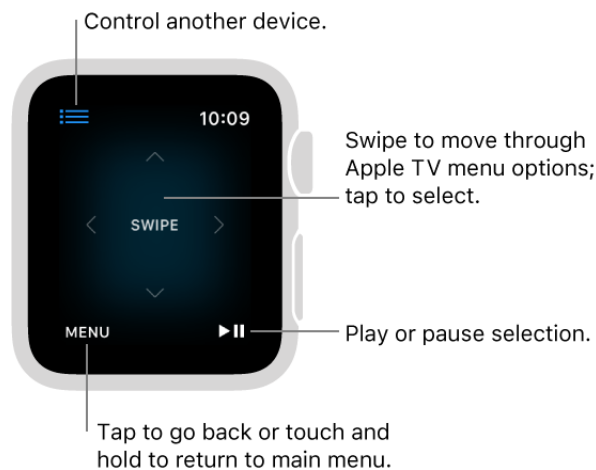 Control another device.
10:09
Swipe to move through
Apple TV menu options;
tap to select.
SWIPE
MENU
Play or pause selection.
Tap to go back or touch and
hold to return to main menu.